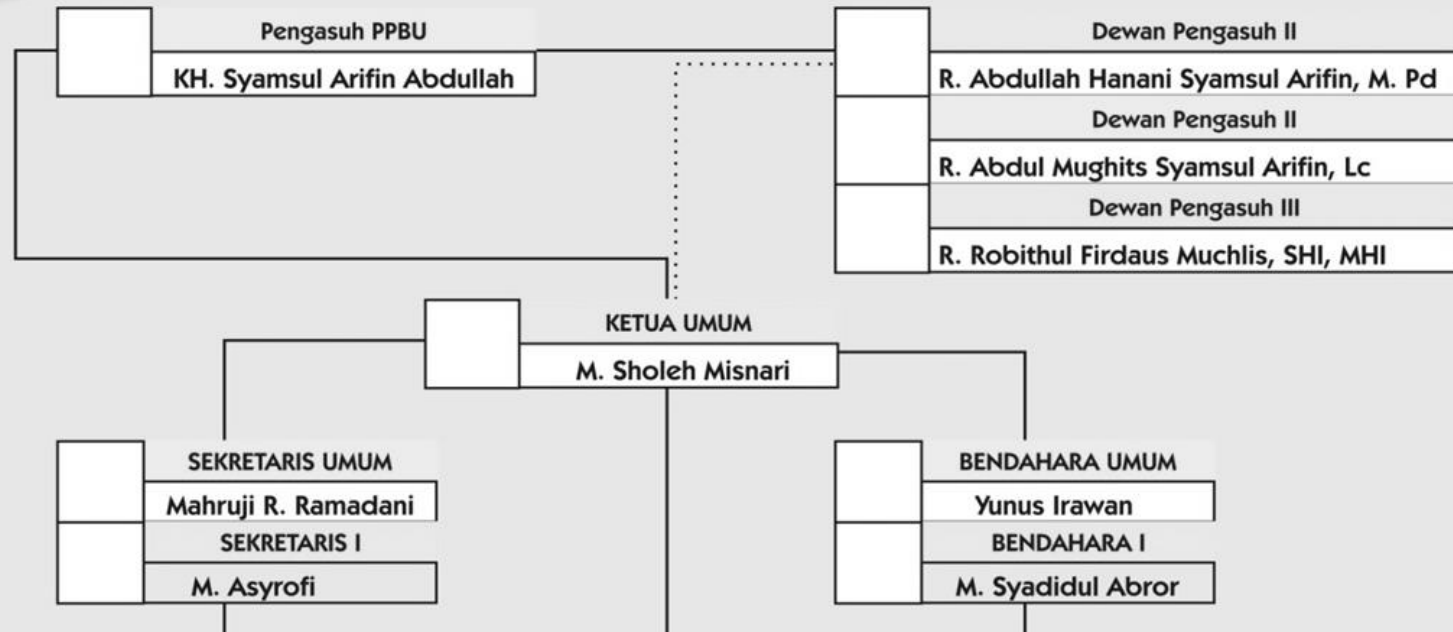 Pengasuh PPBU
KH. Syamsul Arifin Abdullah
Dewan Pengasuh II
R. Abdullah Hanani Syamsul Arifin, M. Pd
Dewan Pengasuh II
R. Abdul Mughits Syamsul Arifin, Lc
Dewan Pengasuh III
R. Robithul Firdaus Muchlis, SHI, MHI
KETUA UMUM
M. Sholeh Misnari
SEKRETARIS UMUM
Mahruji R. Ramadani
SEKRETARIS I
M. Asyrofi
BENDAHARA UMUM
Yunus Irawan
BENDAHARA I
M. Syadidul Abror